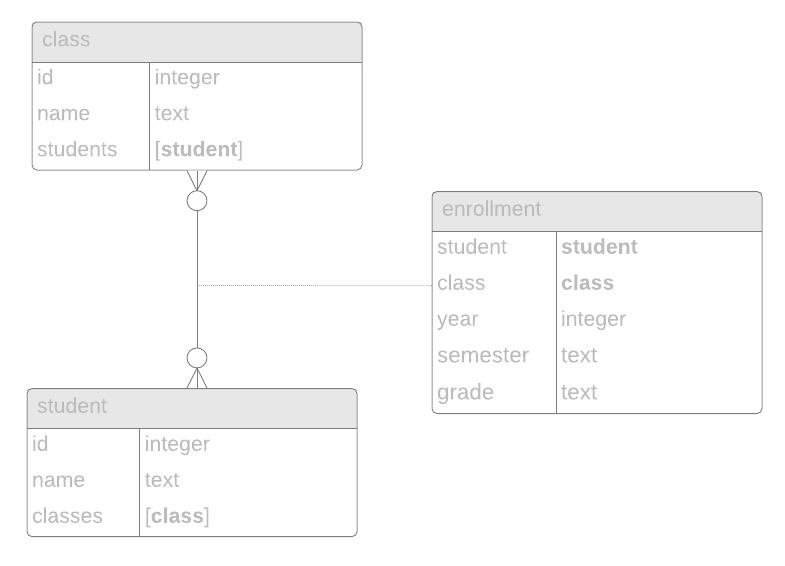 class
id integer
name text
students [student]
enrollment
student student
class class
year integer
semester text
grade text
student
id integer
name text
classes [class]